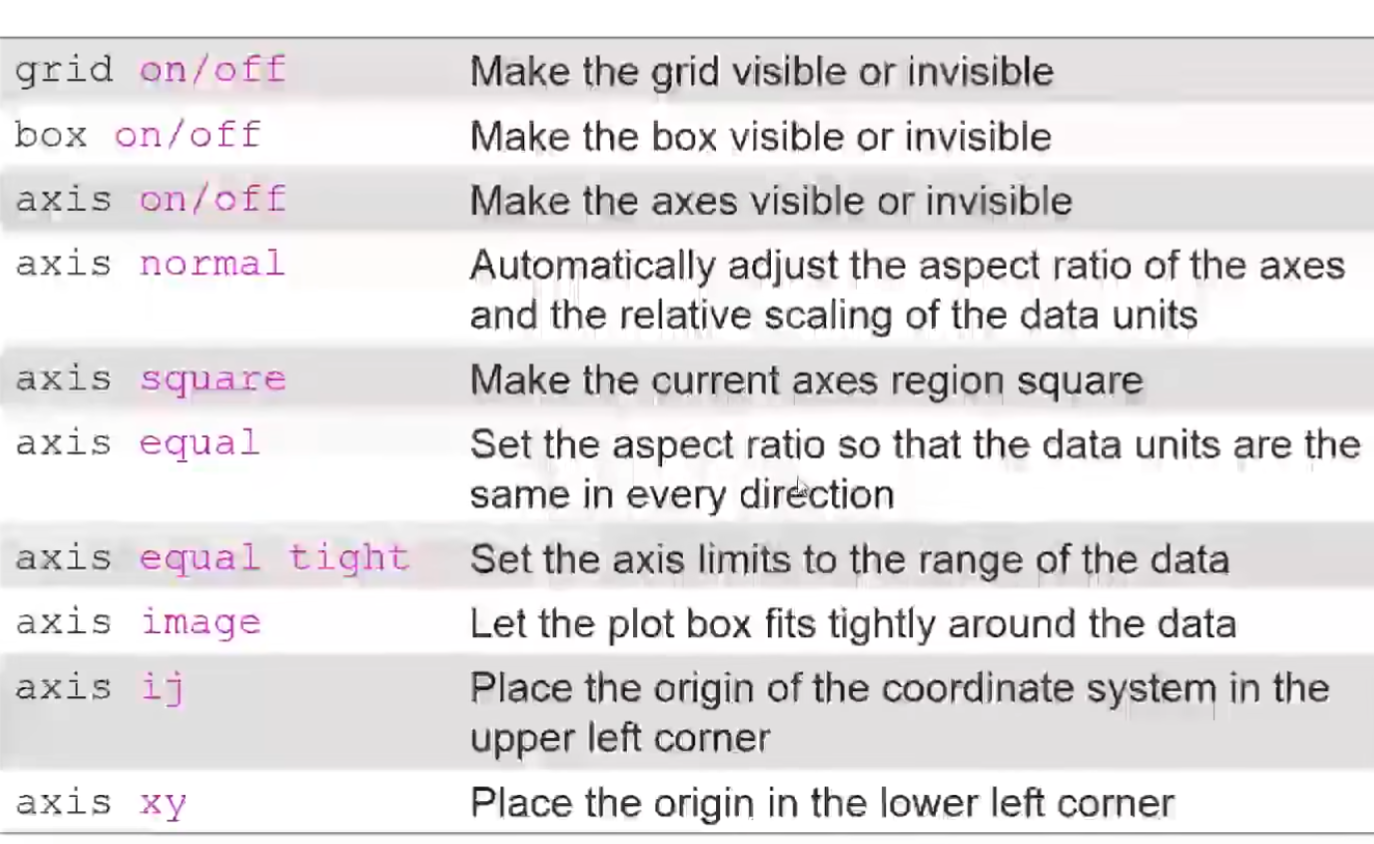 grid on/off Make the grid visible or invisible
box on/off Make the box visible or invisible
axis on/off Make the axes visible or invisible
axis normal Automatically adjust the aspect ratio of the axes
and the relative scaling of the data units
axis square Make the current axes region square
axis equal Set the aspect ratio so that the data units are the
same in every direction
axis equal tight Set the axis limits to the range of the data
axis image Let the plot box fits tightly around the data
axis ij Place the origin of the coordinate system in the
upper left corner
axis xy Place the origin in the lower left corner